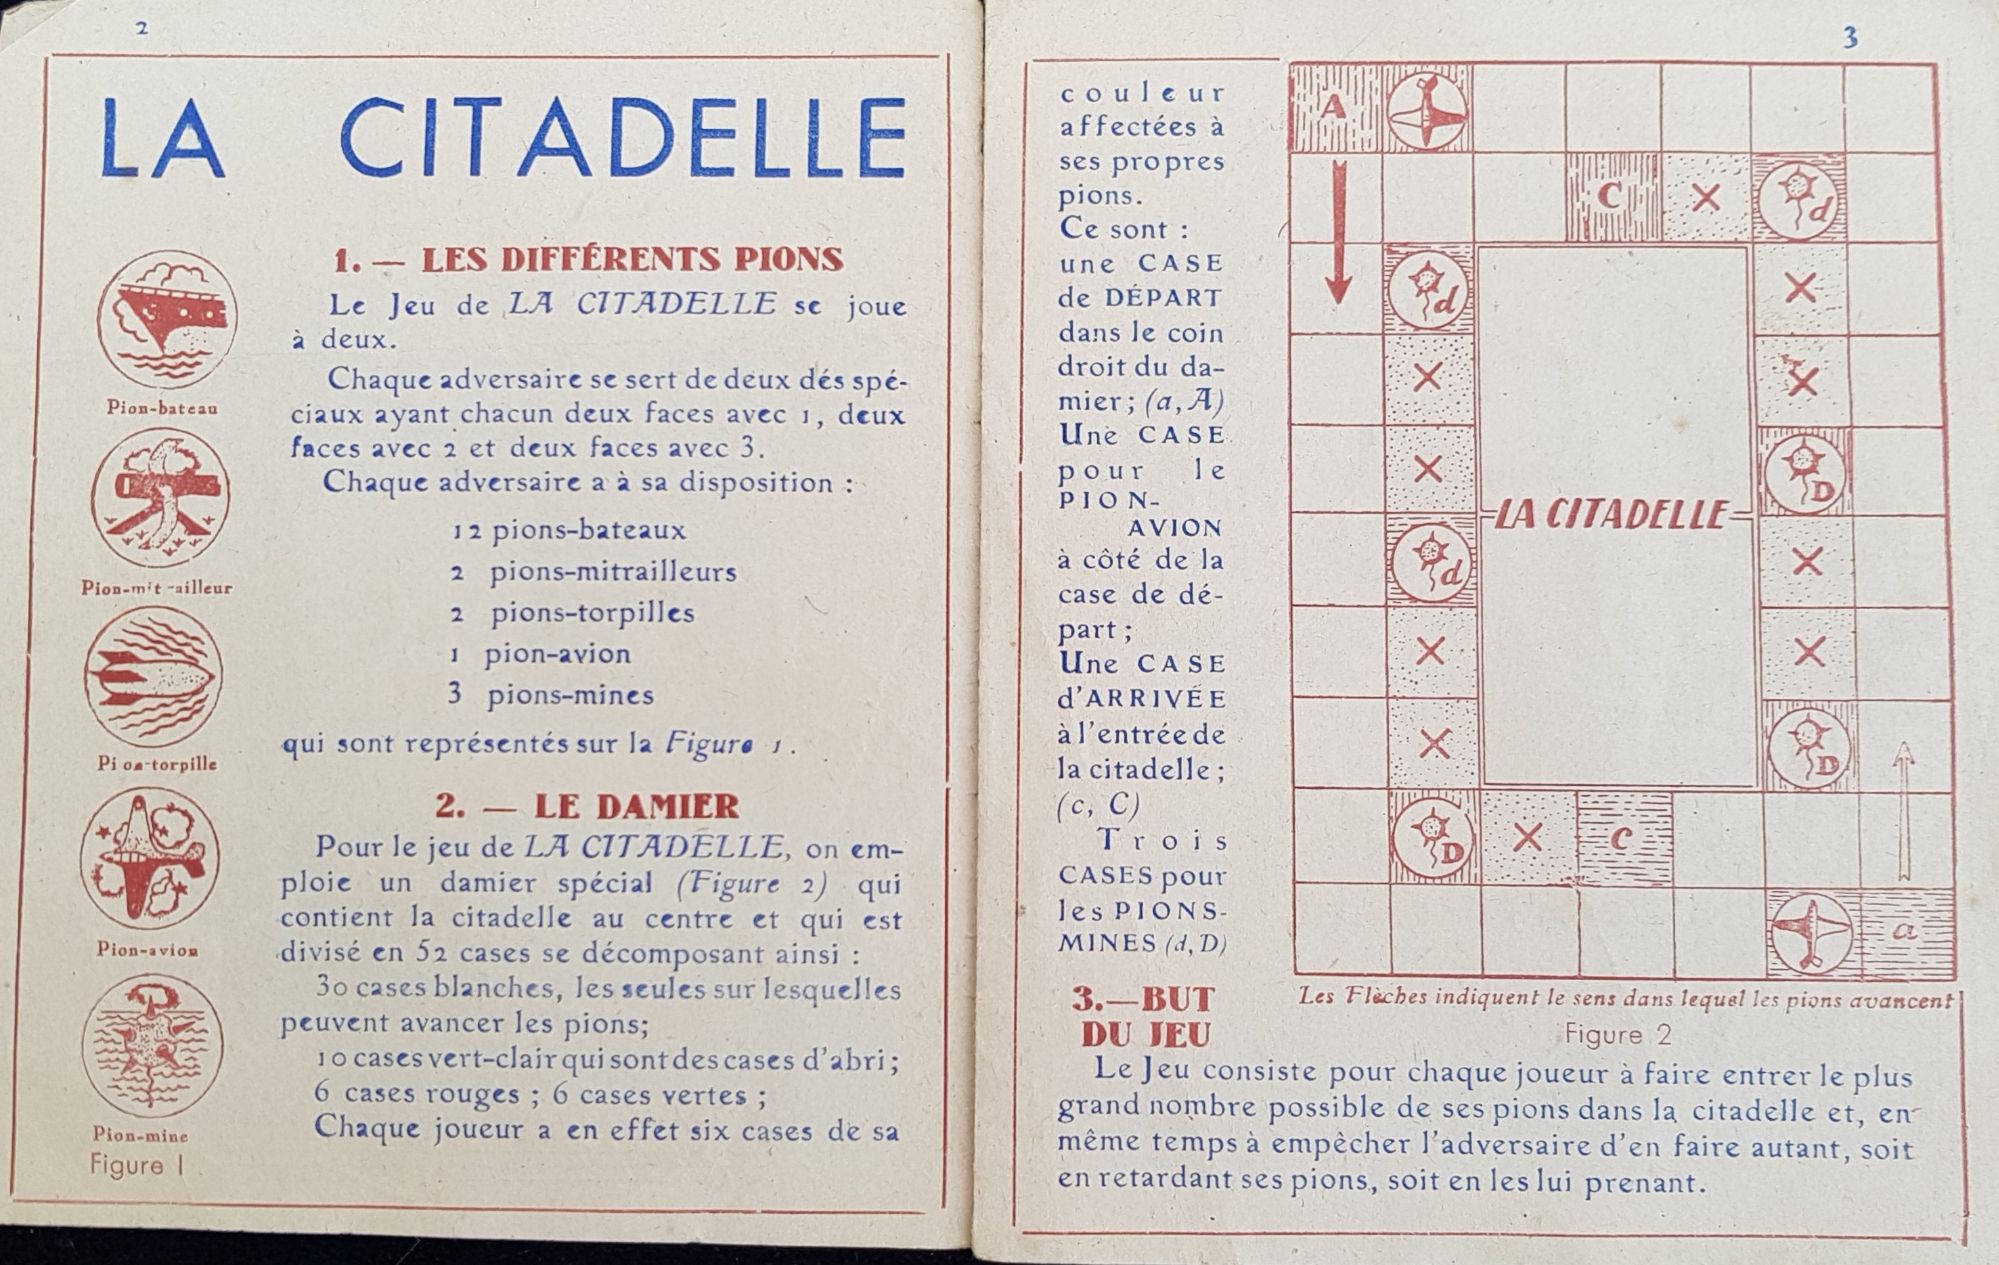 2
LA CITADELLE
Pion-bateau
Pion-mit-ailleur
Pion-torpille
Pion-avion
Pion-mine
Figure 1
1. — LES DIFFÉRENTS PIONS
Le Jeu de LA CITADELLE se joue
à deux.
Chaque adversaire se sert de deux dés spé-
ciaux ayant chacun deux faces avec 1, deux
faces avec 2 et deux faces avec 3.
Chaque adversaire a à sa disposition :
12 pions-bateaux
2 pions-mitrailleurs
2 pions-torpilles
1 pion-avion
3 pions-mines
qui sont représentés sur la Figure 1.
2. — LE DAMIER
Pour le jeu de LA CITADELLE, on em-
ploie un damier spécial (Figure 2) qui
contient la citadelle au centre et qui est
divisé en 52 cases se décomposant ainsi :
30 cases blanches, les seules sur lesquelles
peuvent avancer les pions;
10 cases vert-clair qui sont des cases d'abri;
6 cases rouges ; 6 cases vertes ;
Chaque joueur a en effet six cases de sa
3
couleur
affectées à
ses propres
pions.
Ce sont :
une CASE
de DÉPART
dans le coin
droit du da-
mier; (a, A)
Une CASE
pour le
PION-
AVION
à côté de la
case de dé-
part ;
Une CASE
d'ARRIVÉE
à l'entrée de
la citadelle ;
(c, C)
Trois
CASES pour
les PIONS-
MINES (d, D)
A
C
d
d
D
LA CITADELLE
d
D
D
c
a
Les Flèches indiquent le sens dans lequel les pions avancent
Figure 2
3.—BUT
DU JEU
Le Jeu consiste pour chaque joueur à faire entrer le plus
grand nombre possible de ses pions dans la citadelle et, en
même temps à empêcher l'adversaire d'en faire autant, soit
en retardant ses pions, soit en les lui prenant.